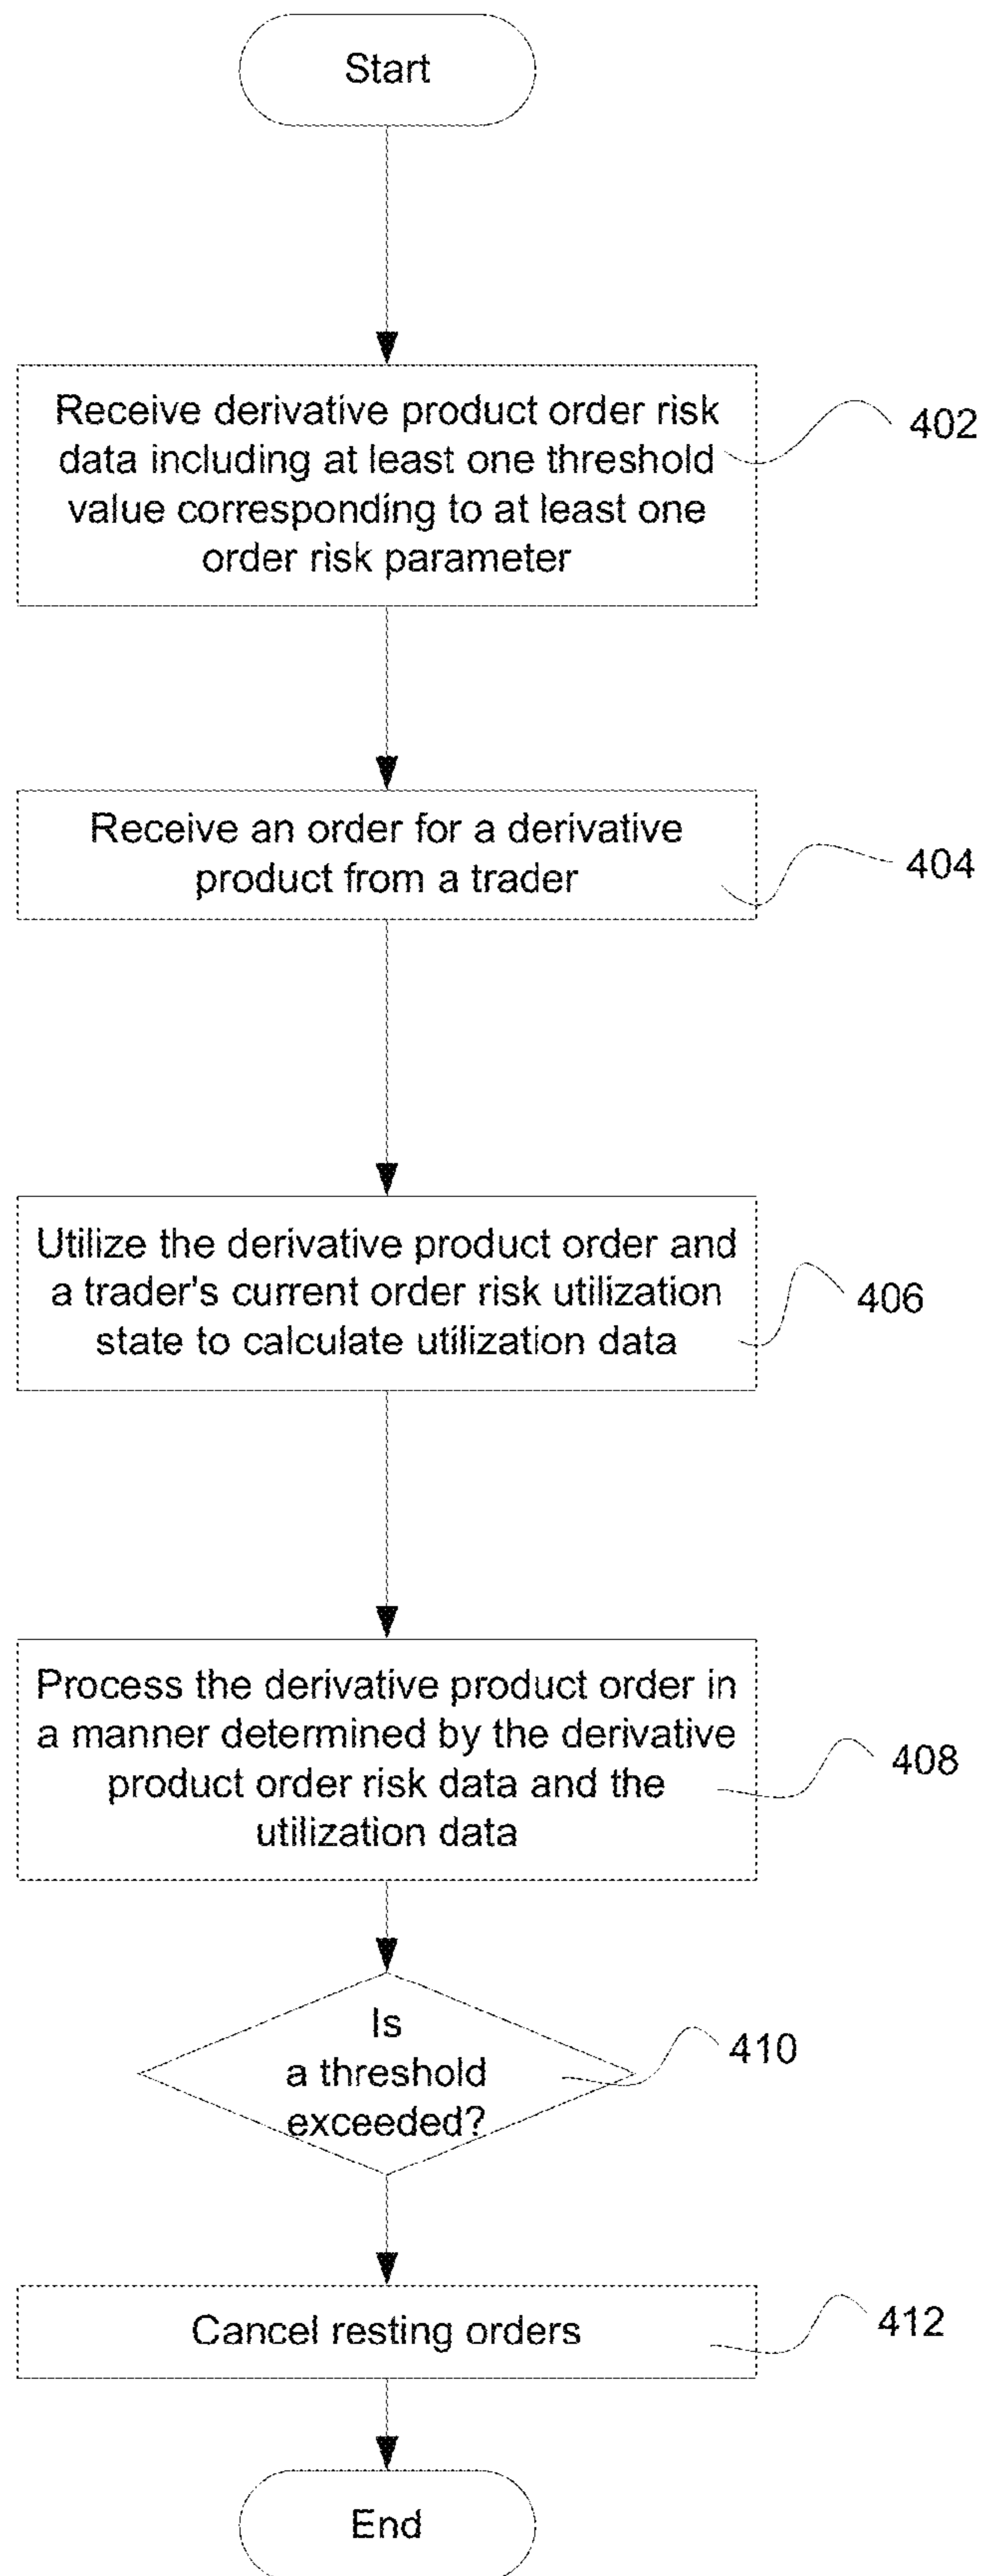 Start
Receive derivative product order risk
data including at least one threshold
value corresponding to at least one
order risk parameter
402
Receive an order for a derivative
product from a trader
404
Utilize the derivative product order and
a trader's current order risk utilization
state to calculate utilization data
406
Process the derivative product order in
a manner determined by the derivative
product order risk data and the
utilization data
408
Is
a threshold
exceeded?
410
Cancel resting orders
412
End